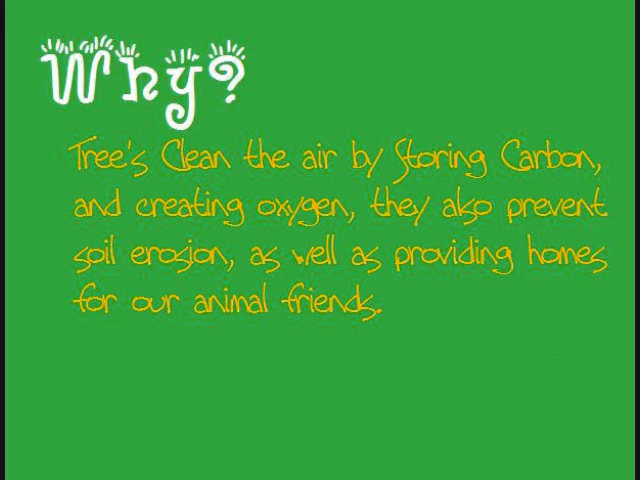 Why?
Tree's Clean the air by Storing Carbon,
and creating oxygen, they also prevent
soil erosion, as well as providing homes
for our animal friends.